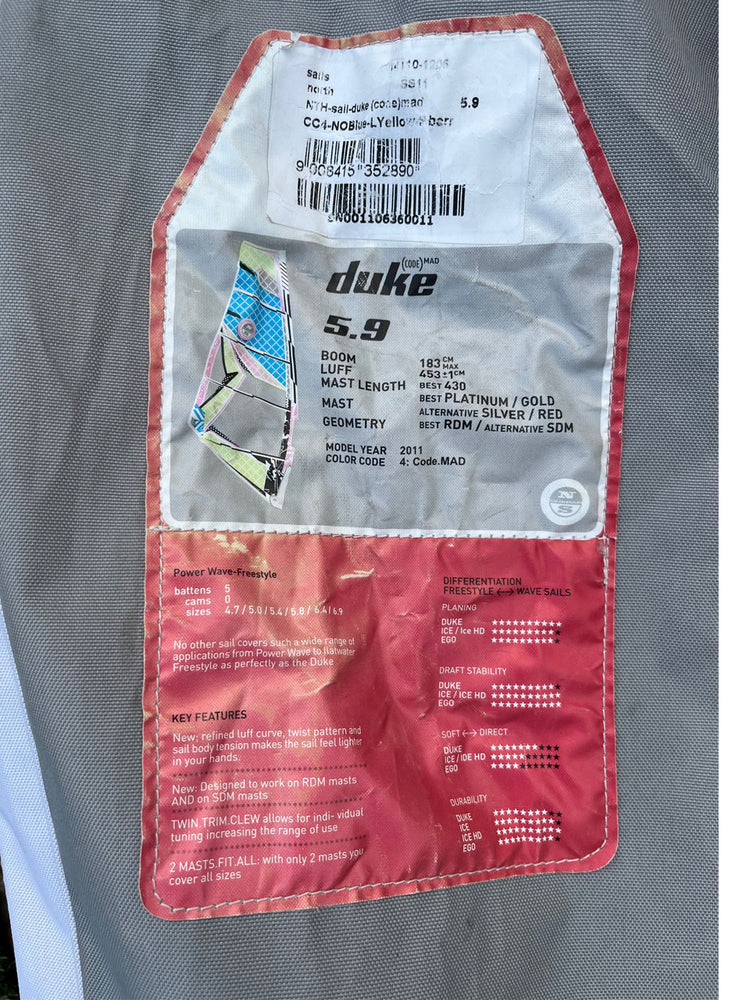 sails
north SS11
NTH-sail-duke (code)mad 5.9
9 008415 352890
SN001106360011
duke (CODE) MAD
5.9
BOOM 183 CM MAX
LUFF 453±1CM
MAST LENGTH BEST 430
MAST BEST PLATINUM / GOLD
ALTERNATIVE SILVER / RED
GEOMETRY BEST RDM / ALTERNATIVE SDM
MODEL YEAR 2011
COLOR CODE 4: Code.MAD
N
S
Power Wave-Freestyle
battens 5
cams 0
sizes 4.7 / 5.0 / 5.4 / 5.8 / 6.4 / 6.9
No other sail covers such a wide range of
applications from Power Wave to flatwater
Freestyle as perfectly as the Duke
KEY FEATURES
New: refined luff curve, twist pattern and
sail body tension makes the sail feel lighter
in your hands.
New: Designed to work on RDM masts
AND on SDM masts
TWIN.TRIM.CLEW allows for indi- vidual
tuning increasing the range of use
2 MASTS.FIT.ALL: with only 2 masts you
cover all sizes
DIFFERENTIATION
FREESTYLE <--> WAVE SAILS
PLANING
DUKE ★★★★★★★★★★
ICE / Ice HD ★★★★★★★★★★
EGO ★★★★★★★★★★
DRAFT STABILITY
DUKE ★★★★★★★★★★
ICE / ICE HD ★★★★★★★★★★
EGO ★★★★★★★★★★
SOFT <--> DIRECT
DUKE ★★★★★★★★★★
ICE / IDE HD ★★★★★★★★★★
EGO ★★★★★★★★★★
DURABILITY
DUKE ★★★★★★★★★★
ICE ★★★★★★★★★★
ICE HD ★★★★★★★★★★
EGO ★★★★★★★★★★